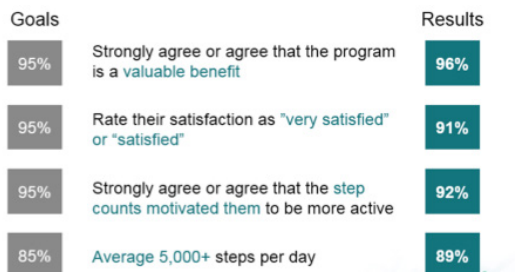 Goals Results
95% Strongly agree or agree that the program 96%
is a valuable benefit
95% Rate their satisfaction as ”very satisfied” 91%
or “satisfied”
95% Strongly agree or agree that the step 92%
counts motivated them to be more active
85% Average 5,000+ steps per day 89%